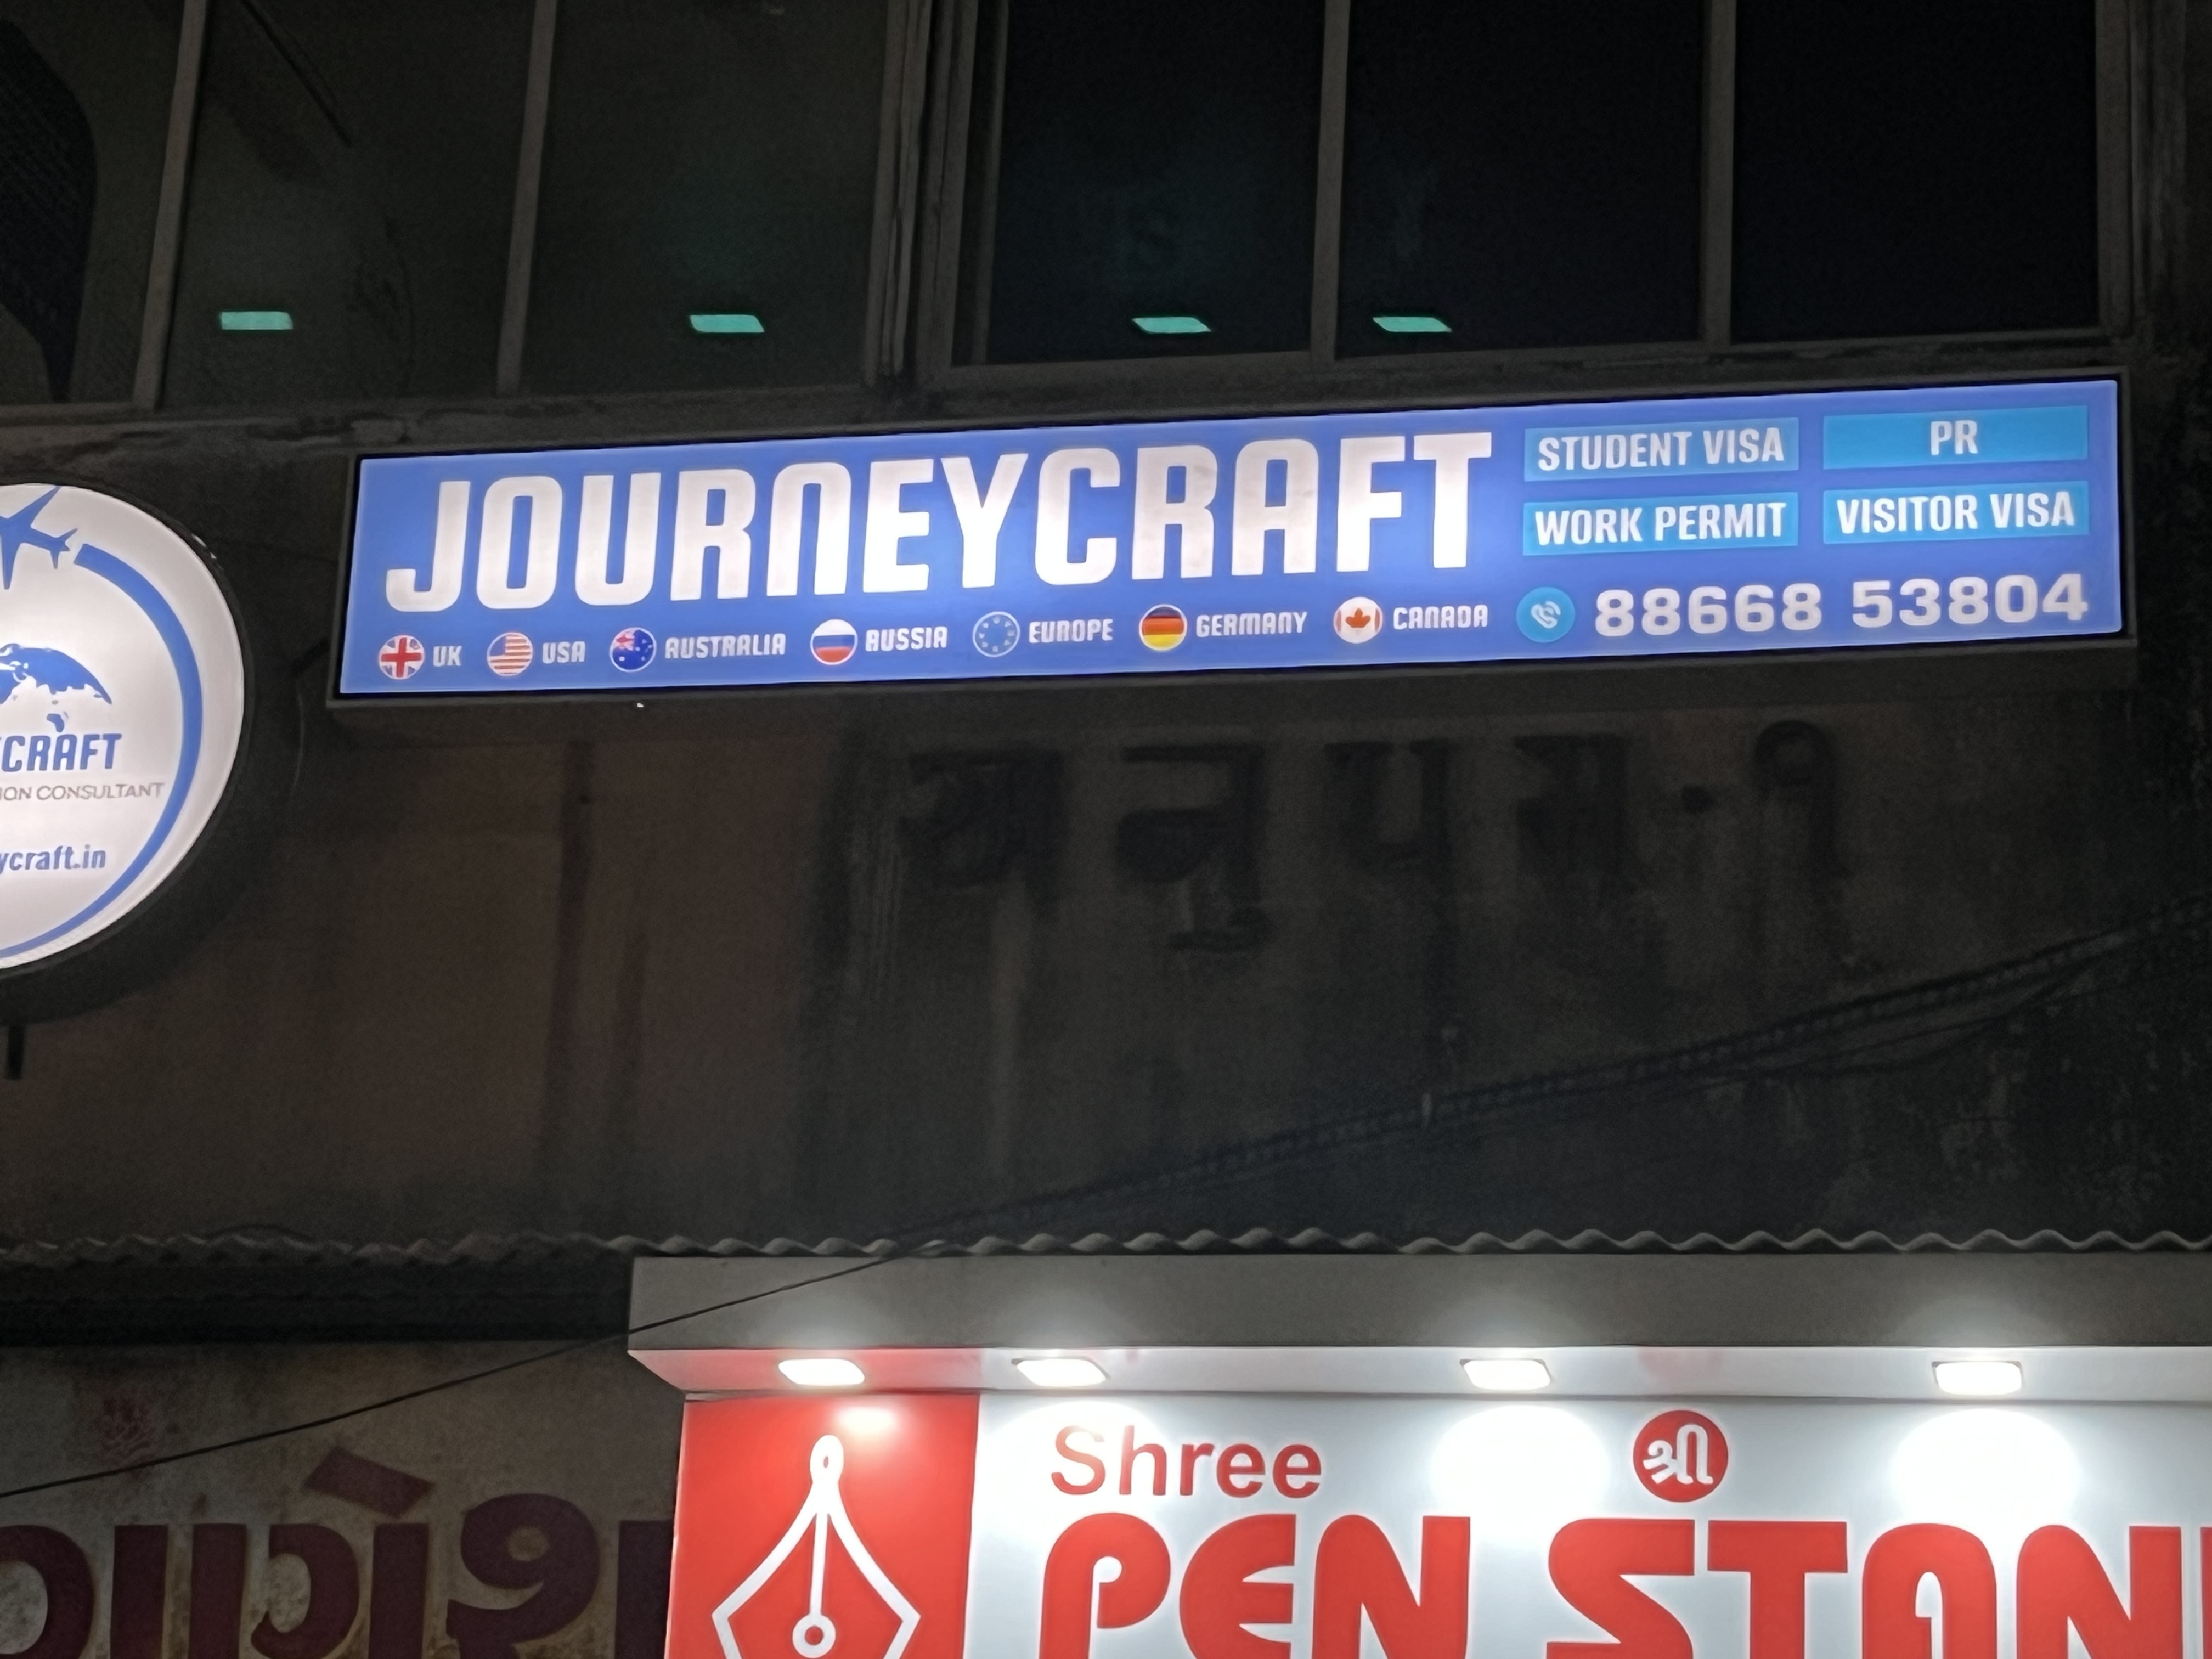 JOURNEYCRAFT
STUDENT VISA
PR
WORK PERMIT
VISITOR VISA
UK USA AUSTRALIA RUSSIA EUROPE GERMANY CANADA
88668 53804
CRAFT
CONSULTANT
ycraft.in
Shree
श्री
PEN STAN